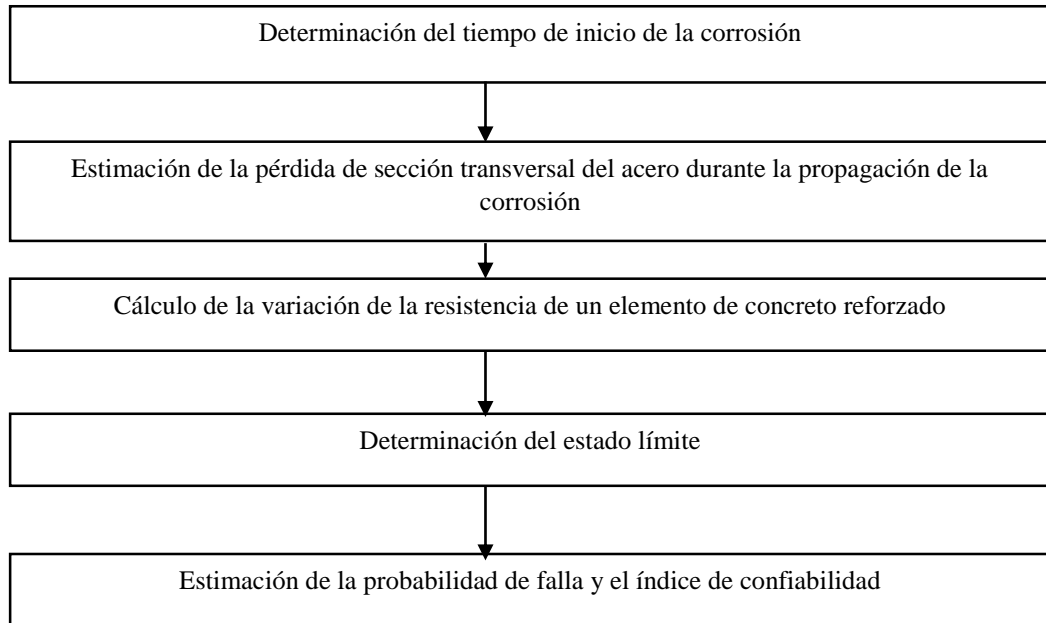 Determinación del tiempo de inicio de la corrosión
Estimación de la pérdida de sección transversal del acero durante la propagación de la
corrosión
Cálculo de la variación de la resistencia de un elemento de concreto reforzado
Determinación del estado límite
Estimación de la probabilidad de falla y el índice de confiabilidad